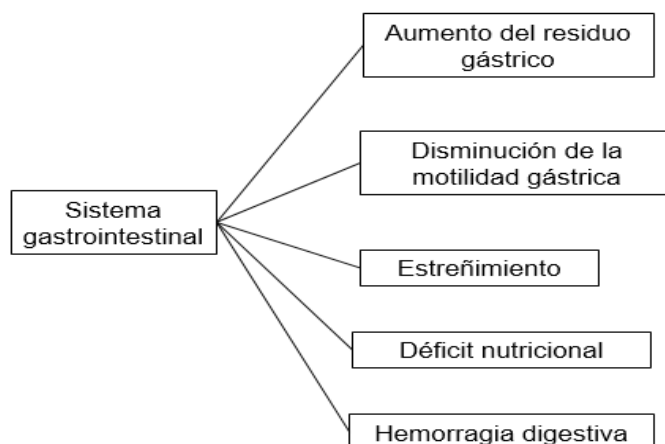 Aumento del residuo
gástrico
Disminución de la
motilidad gástrica
Sistema
gastrointestinal
Estreñimiento
Déficit nutricional
Hemorragia digestiva